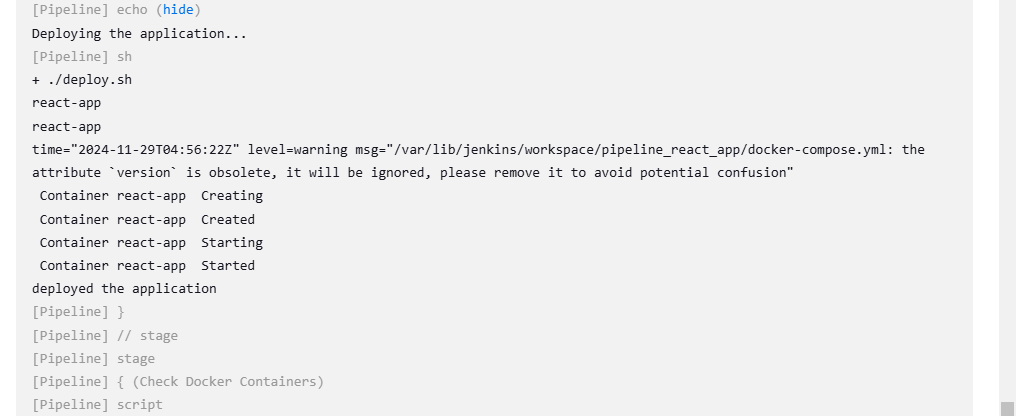 [Pipeline] echo (hide)
Deploying the application...
[Pipeline] sh
+ ./deploy.sh
react-app
react-app
time="2024-11-29T04:56:22Z" level=warning msg="/var/lib/jenkins/workspace/pipeline_react_app/docker-compose.yml: the
attribute `version` is obsolete, it will be ignored, please remove it to avoid potential confusion"
 Container react-app  Creating
 Container react-app  Created
 Container react-app  Starting
 Container react-app  Started
deployed the application
[Pipeline] }
[Pipeline] // stage
[Pipeline] stage
[Pipeline] { (Check Docker Containers)
[Pipeline] script